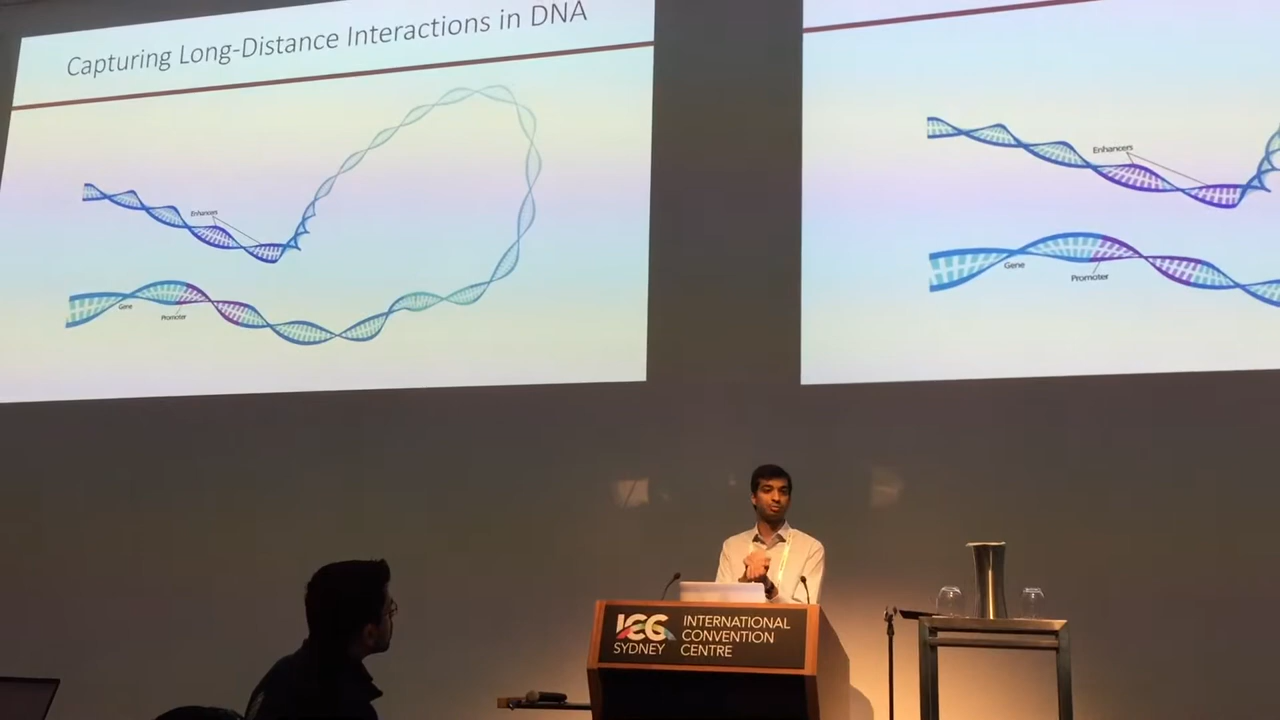 Capturing Long-Distance Interactions in DNA
Enhancers
Gene
Promoter
Enhancers
Gene
Promoter
ICC
SYDNEY
INTERNATIONAL
CONVENTION
CENTRE